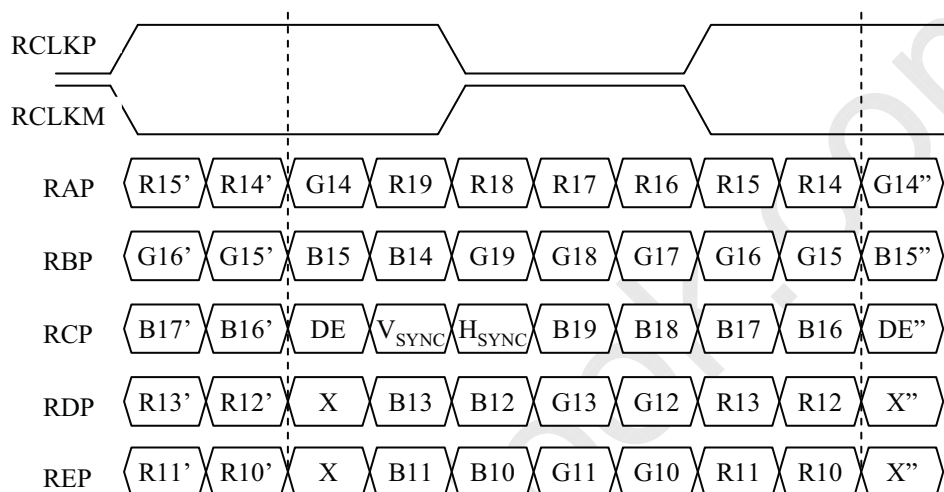 RCLKP
RCLKM
RAP R15’ R14’ G14 R19 R18 R17 R16 R15 R14 G14”
RBP G16’ G15’ B15 B14 G19 G18 G17 G16 G15 B15”
RCP B17’ B16’ DE VSYNC HSYNC B19 B18 B17 B16 DE”
RDP R13’ R12’ X B13 B12 G13 G12 R13 R12 X”
REP R11’ R10’ X B11 B10 G11 G10 R11 R10 X”